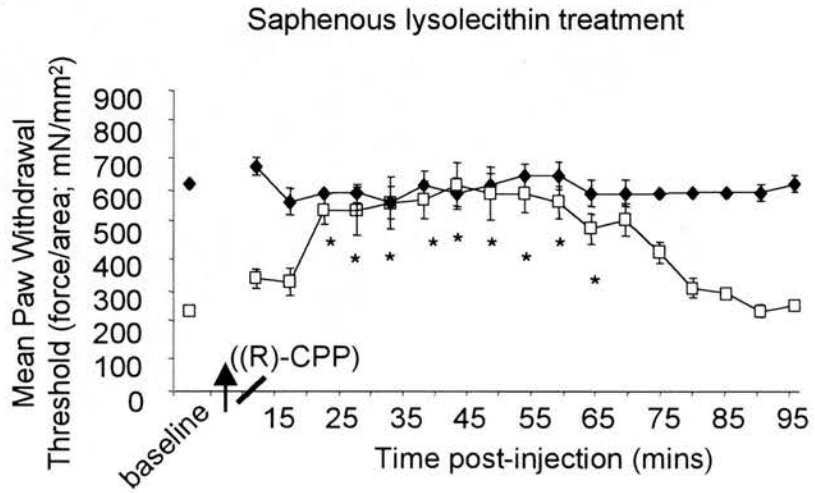 Saphenous lysolecithin treatment
Mean Paw Withdrawal
Threshold (force/area; mN/mm²)
900
800
700
600
500
400
300
200
100
0
* * * * * * * * *
((R)-CPP)
baseline
15 25 35 45 55 65 75 85 95
Time post-injection (mins)